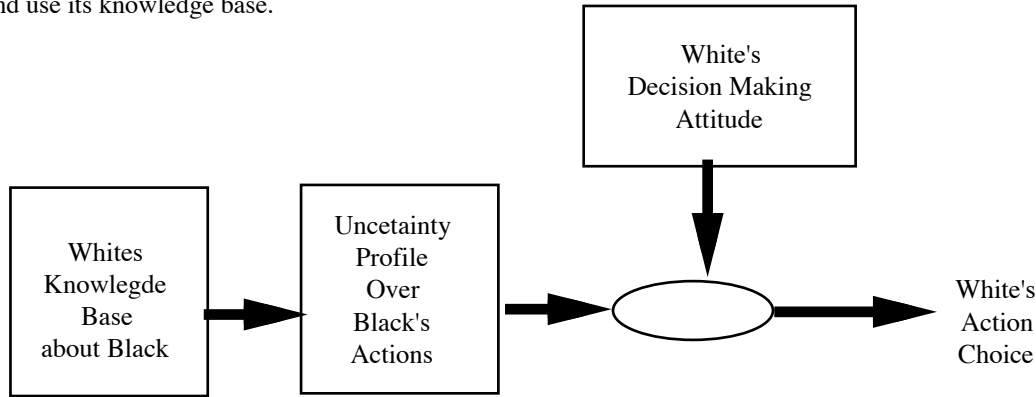 nd use its knowledge base.
White's
Decision Making
Attitude
Whites
Knowlegde
Base
about Black
Uncetainty
Profile
Over
Black's
Actions
White's
Action
Choice